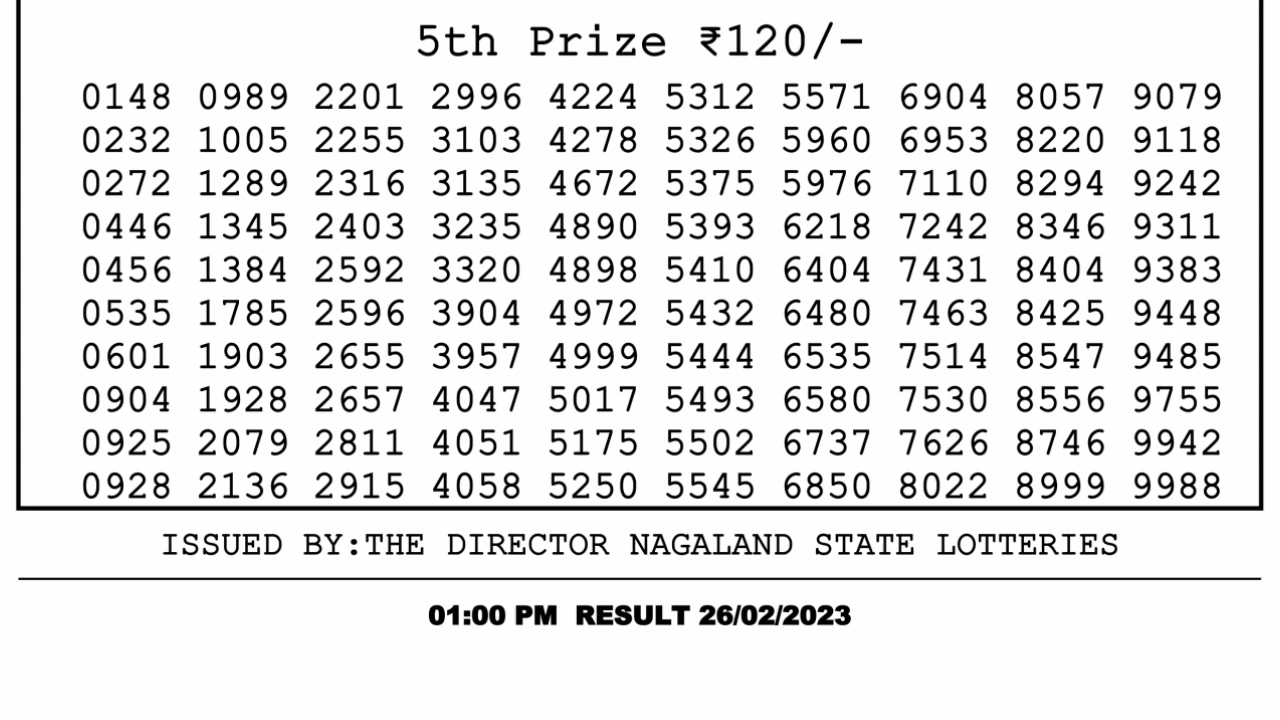 5th Prize ₹120/-
0148 0989 2201 2996 4224 5312 5571 6904 8057 9079
0232 1005 2255 3103 4278 5326 5960 6953 8220 9118
0272 1289 2316 3135 4672 5375 5976 7110 8294 9242
0446 1345 2403 3235 4890 5393 6218 7242 8346 9311
0456 1384 2592 3320 4898 5410 6404 7431 8404 9383
0535 1785 2596 3904 4972 5432 6480 7463 8425 9448
0601 1903 2655 3957 4999 5444 6535 7514 8547 9485
0904 1928 2657 4047 5017 5493 6580 7530 8556 9755
0925 2079 2811 4051 5175 5502 6737 7626 8746 9942
0928 2136 2915 4058 5250 5545 6850 8022 8999 9988
ISSUED BY:THE DIRECTOR NAGALAND STATE LOTTERIES
01:00 PM RESULT 26/02/2023